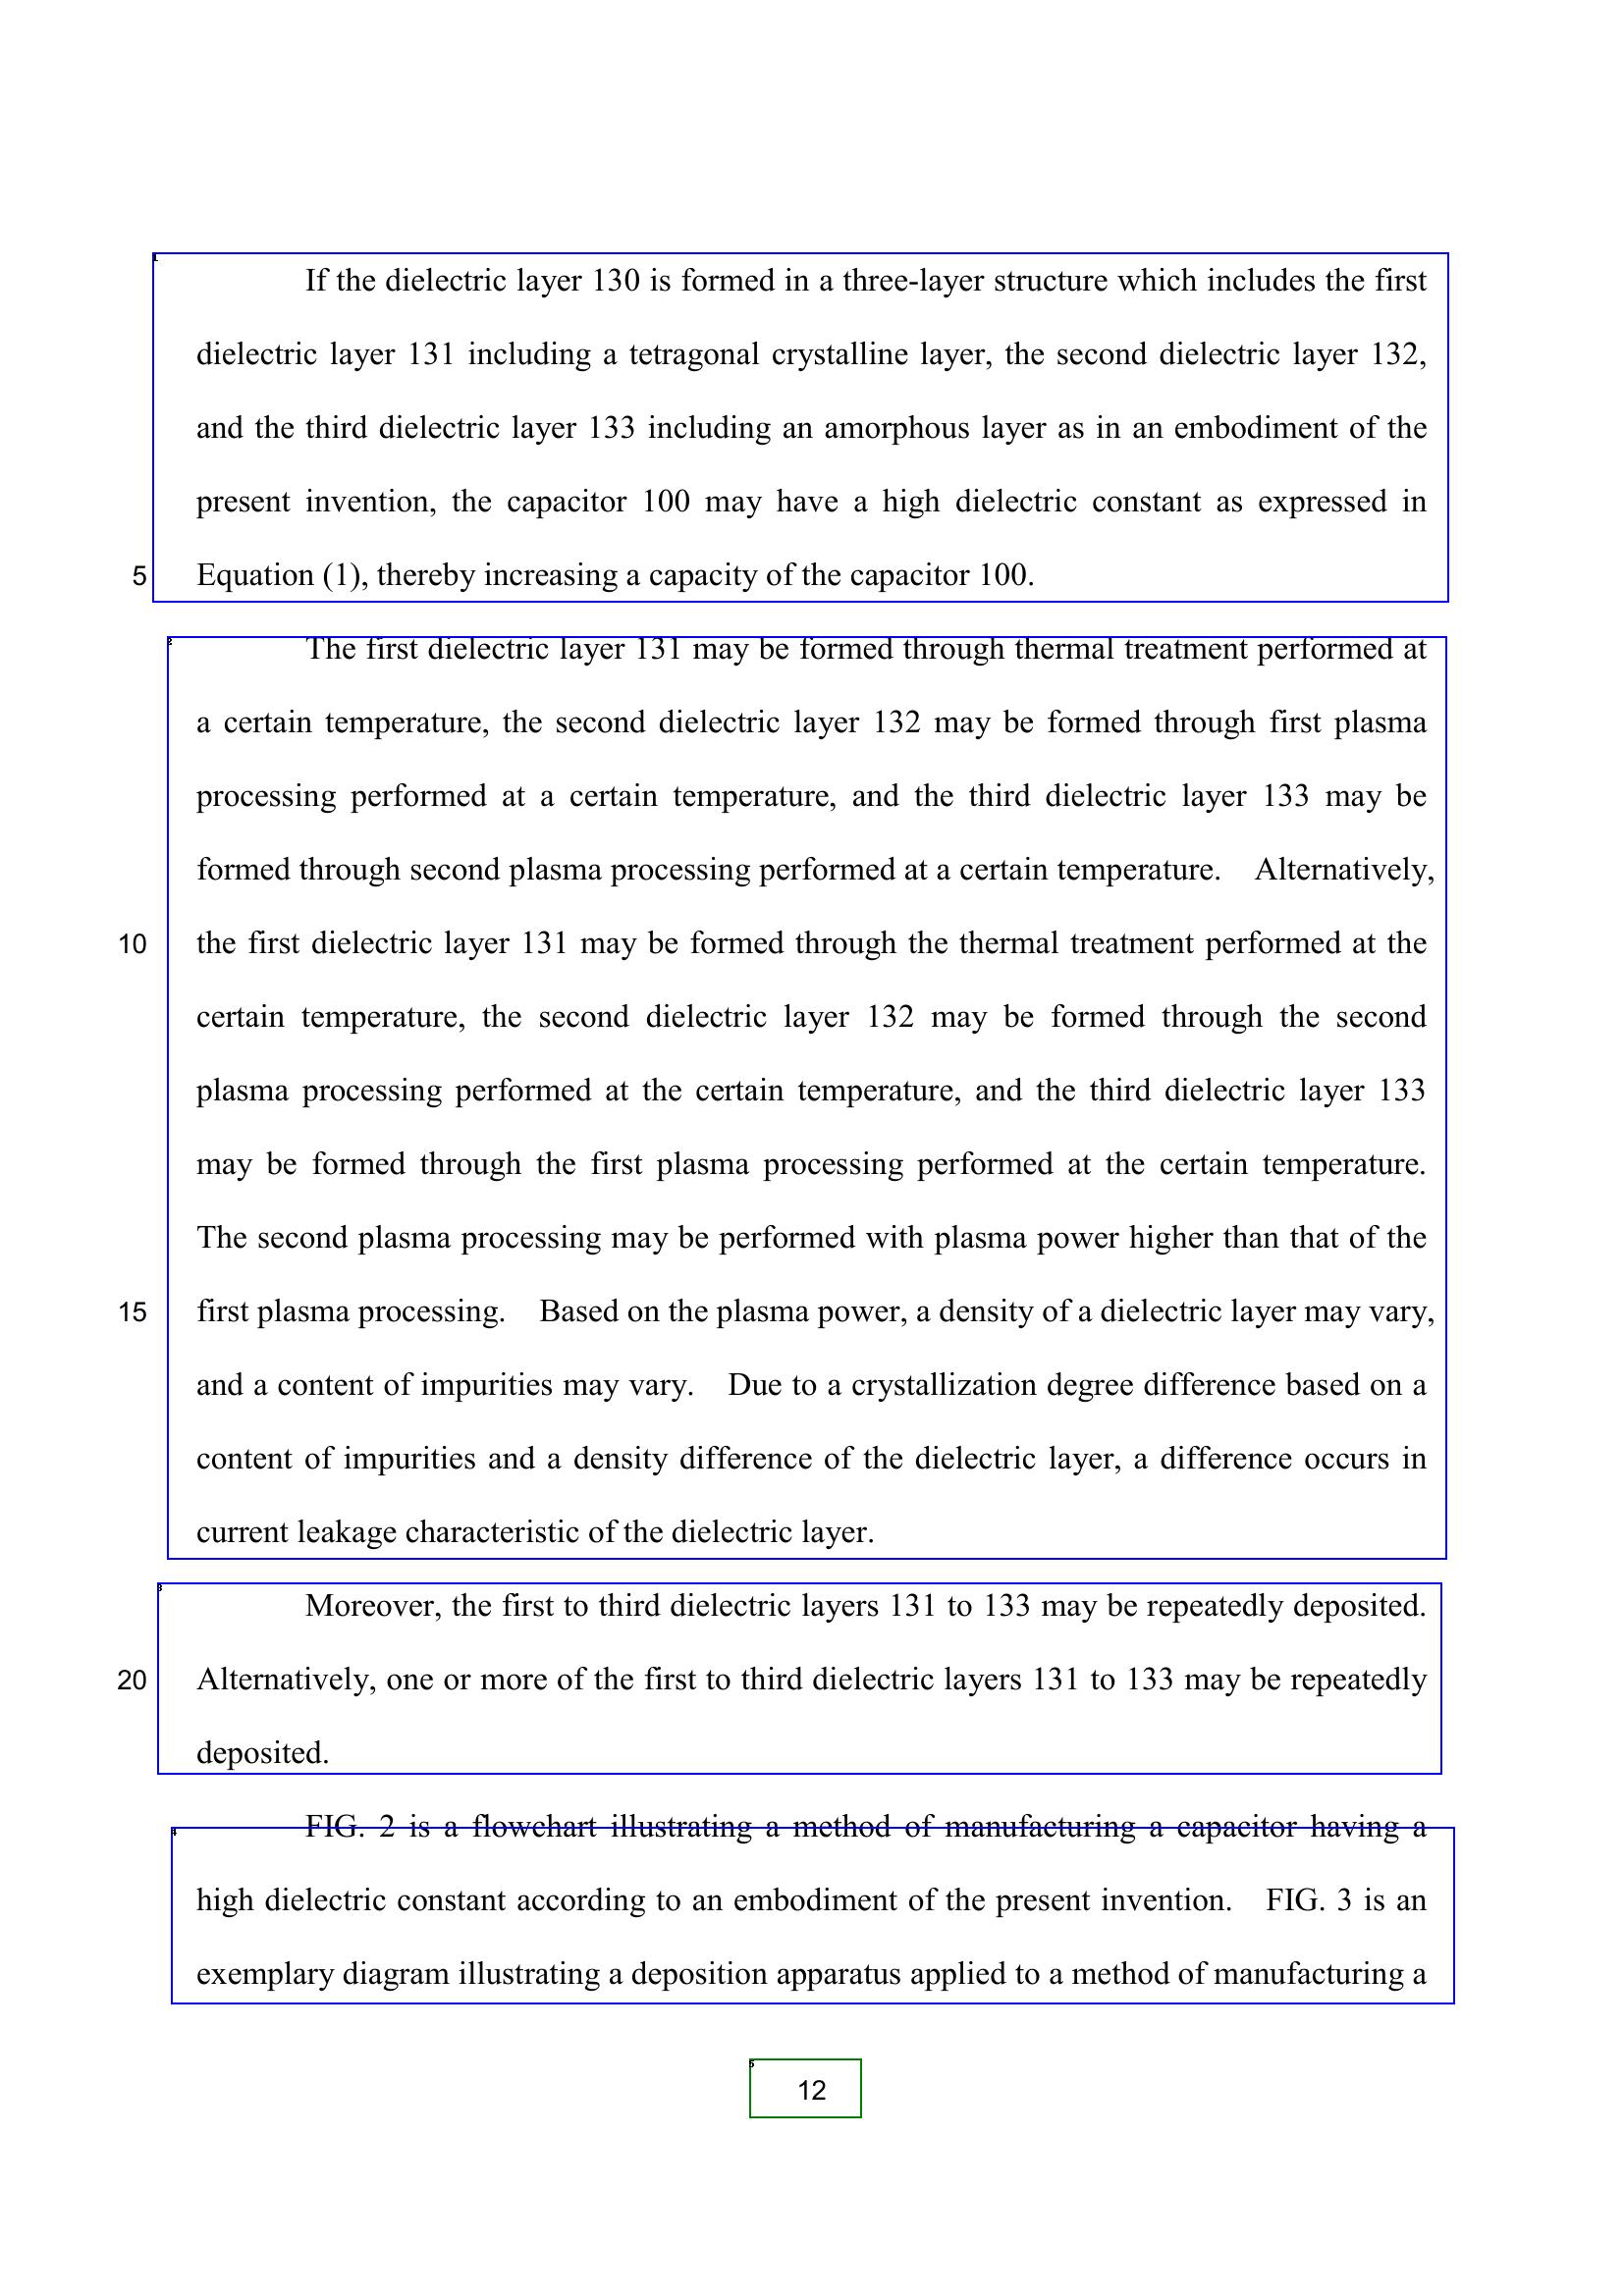 If the dielectric layer 130 is formed in a three-layer structure which includes the first
dielectric layer 131 including a tetragonal crystalline layer, the second dielectric layer 132,
and the third dielectric layer 133 including an amorphous layer as in an embodiment of the
present invention, the capacitor 100 may have a high dielectric constant as expressed in
5 Equation (1), thereby increasing a capacity of the capacitor 100.
The first dielectric layer 131 may be formed through thermal treatment performed at
a certain temperature, the second dielectric layer 132 may be formed through first plasma
processing performed at a certain temperature, and the third dielectric layer 133 may be
formed through second plasma processing performed at a certain temperature. Alternatively,
10 the first dielectric layer 131 may be formed through the thermal treatment performed at the
certain temperature, the second dielectric layer 132 may be formed through the second
plasma processing performed at the certain temperature, and the third dielectric layer 133
may be formed through the first plasma processing performed at the certain temperature.
The second plasma processing may be performed with plasma power higher than that of the
15 first plasma processing. Based on the plasma power, a density of a dielectric layer may vary,
and a content of impurities may vary. Due to a crystallization degree difference based on a
content of impurities and a density difference of the dielectric layer, a difference occurs in
current leakage characteristic of the dielectric layer.
Moreover, the first to third dielectric layers 131 to 133 may be repeatedly deposited.
20 Alternatively, one or more of the first to third dielectric layers 131 to 133 may be repeatedly
deposited.
FIG. 2 is a flowchart illustrating a method of manufacturing a capacitor having a
high dielectric constant according to an embodiment of the present invention. FIG. 3 is an
exemplary diagram illustrating a deposition apparatus applied to a method of manufacturing a
12